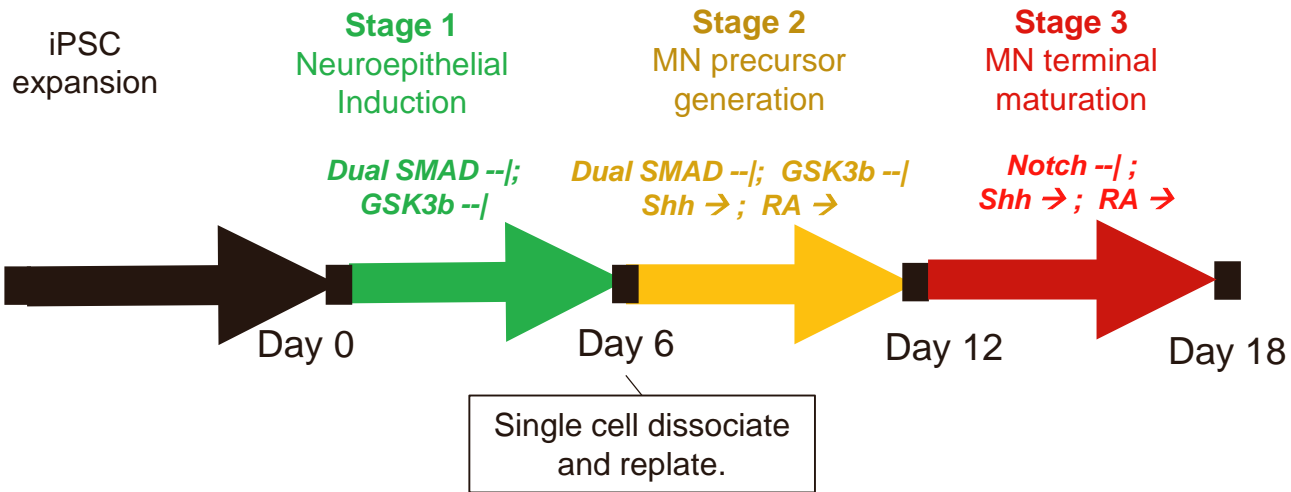 iPSC
expansion
Stage 1
Neuroepithelial
Induction
Stage 2
MN precursor
generation
Stage 3
MN terminal
maturation
Dual SMAD --|;
GSK3b --|
Dual SMAD --|; GSK3b --|
Shh → ; RA →
Notch --| ;
Shh → ; RA →
Day 0
Day 6
Day 12
Day 18
Single cell dissociate
and replate.